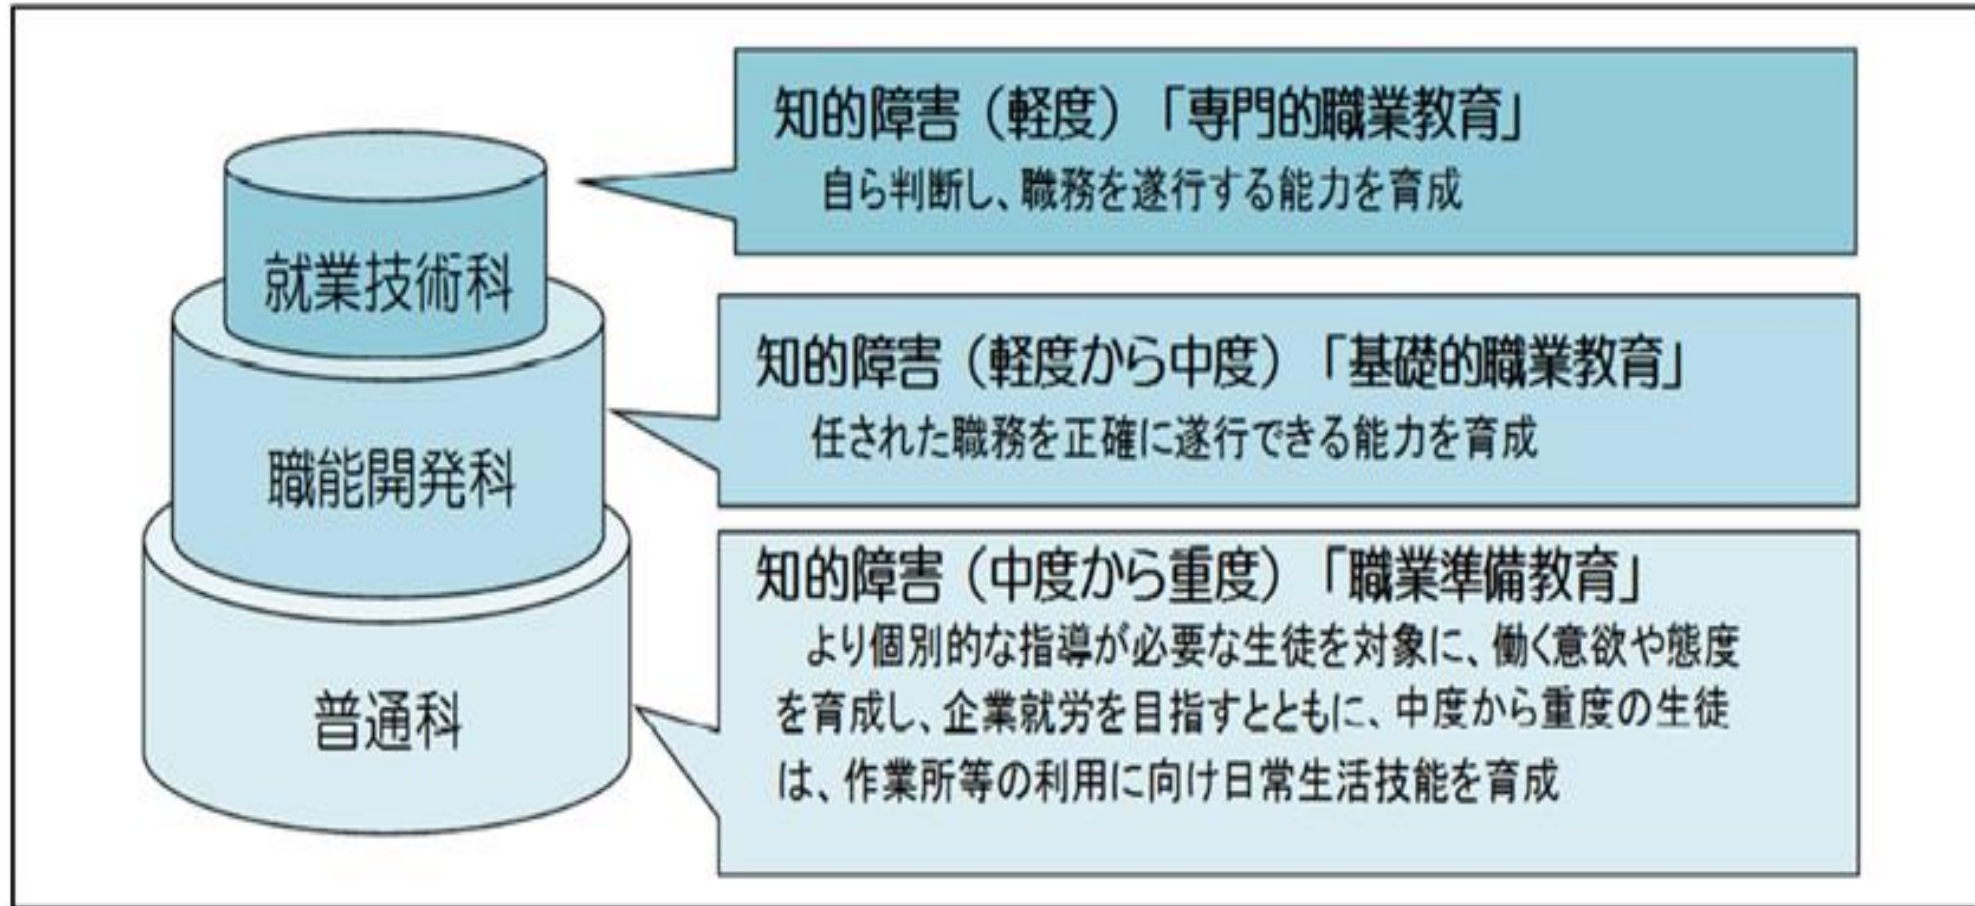 就業技術科
知的障害（軽度）「専門的職業教育」
自ら判断し、職務を遂行する能力を育成
職能開発科
知的障害（軽度から中度）「基礎的職業教育」
任された職務を正確に遂行できる能力を育成
普通科
知的障害（中度から重度）「職業準備教育」
より個別的な指導が必要な生徒を対象に、働く意欲や態度
を育成し、企業就労を目指すとともに、中度から重度の生徒
は、作業所等の利用に向け日常生活技能を育成